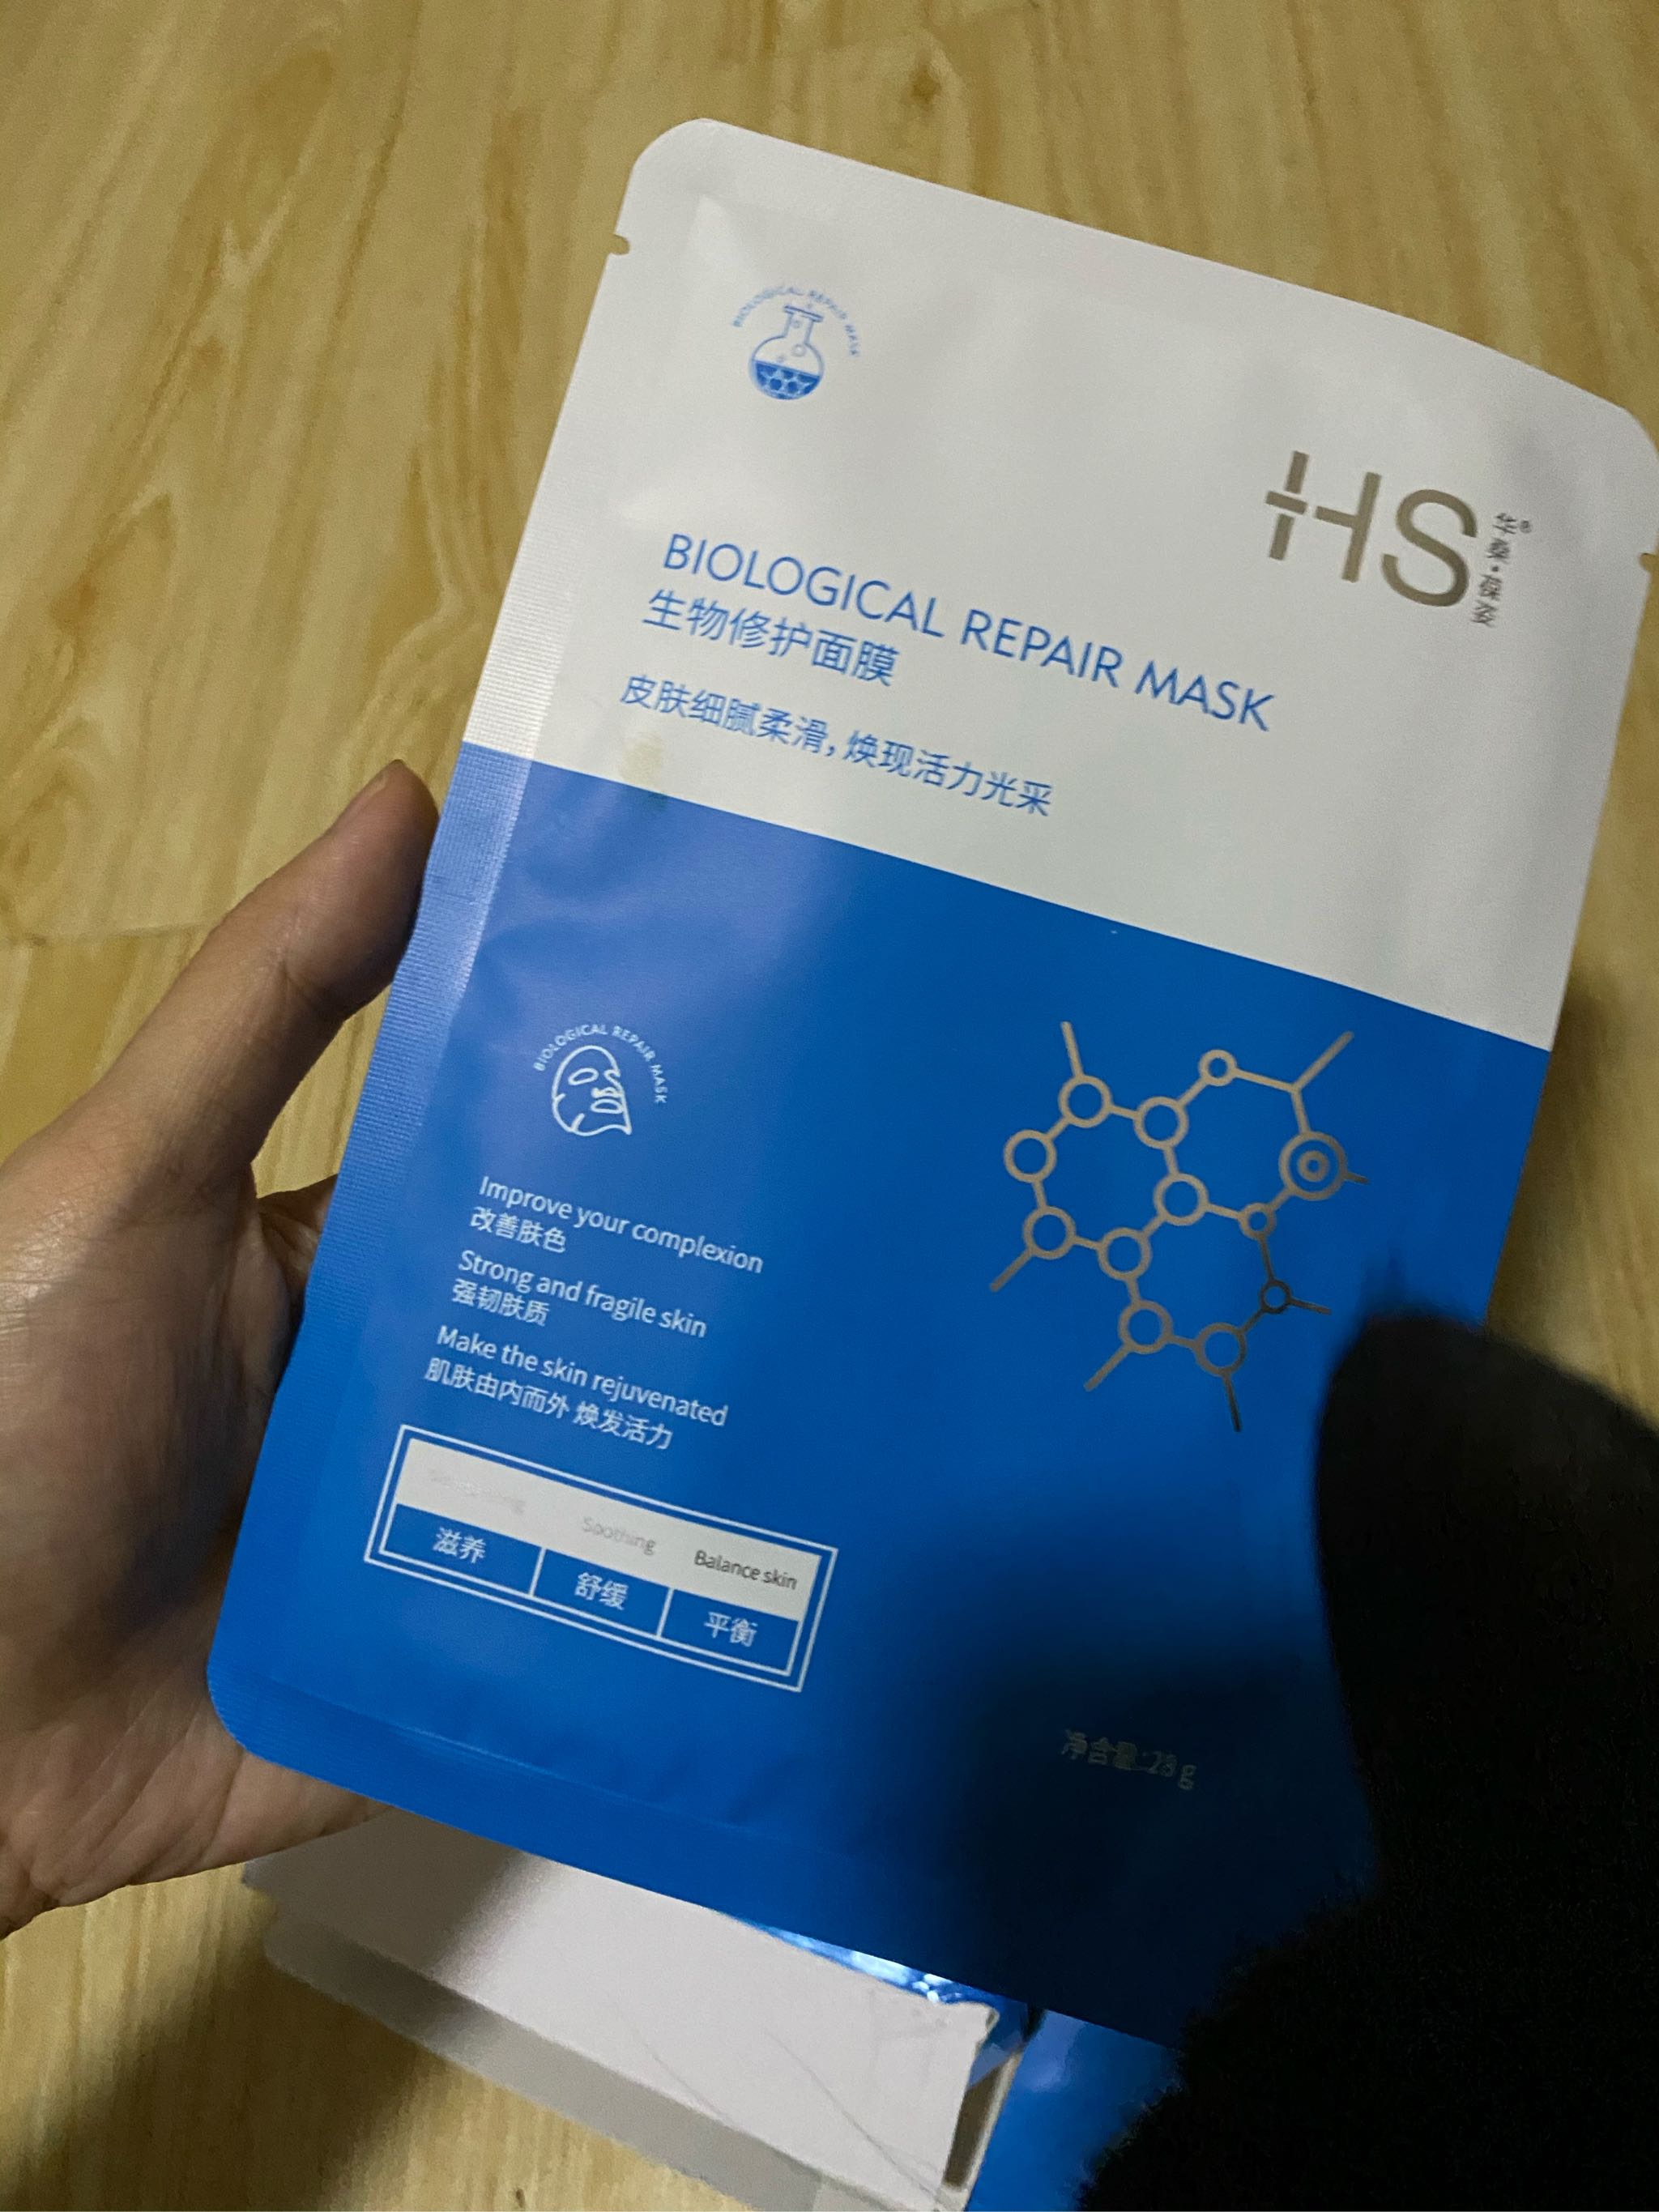 BIOLOGICAL REPAIR MASK
HS
华桑·葆姿®
BIOLOGICAL REPAIR MASK
生物修护面膜
皮肤细腻柔滑,焕现活力光采
BIOLOGICAL REPAIR MASK
Improve your complexion
改善肤色
Strong and fragile skin
强韧肤质
Make the skin rejuvenated
肌肤由内而外 焕发活力
Soothing Balance skin
滋养 舒缓 平衡
净含量:28g